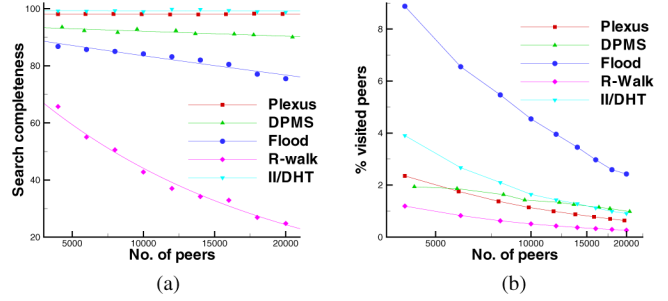 Search completeness
100
80
60
40
20
5000
10000
15000
20000
No. of peers
Plexus
DPMS
Flood
R-walk
II/DHT
(a)
% visited peers
8
6
4
2
0
5000
10000
15000
20000
No. of peers
Plexus
DPMS
Flood
R-Walk
II/DHT
(b)